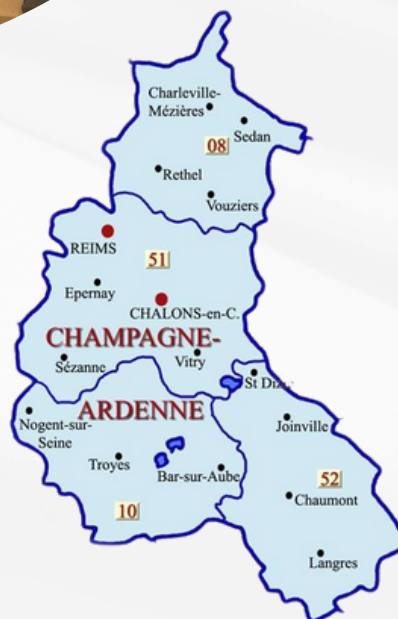 Charleville-
Mézières
Sedan
08
Rethel
Vouziers
REIMS
51
Epernay
CHALONS-en-C.
CHAMPAGNE-
Sézanne
Vitry
St Diz..
ARDENNE
Nogent-sur-
Seine
Joinville
Troyes
Bar-sur-Aube
52
Chaumont
10
Langres